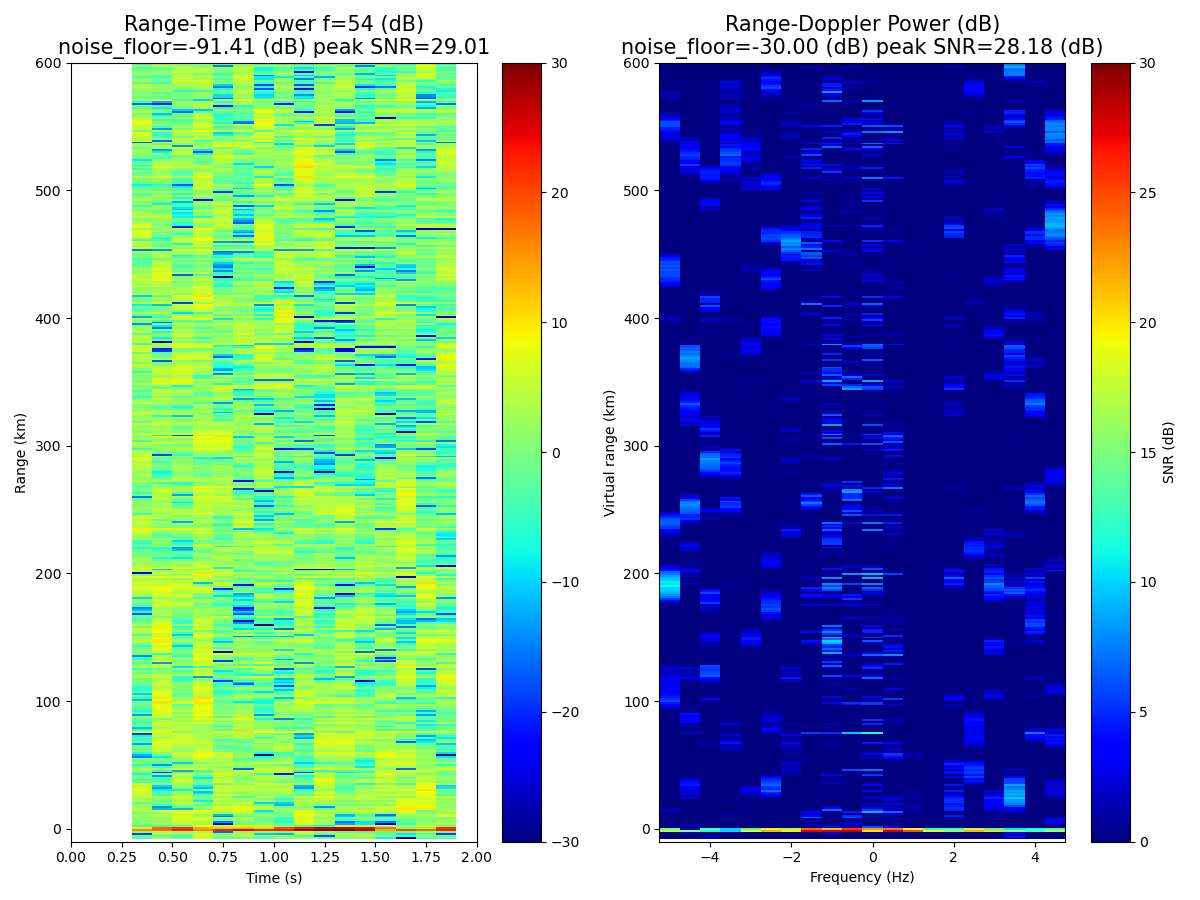 Range-Time Power f=54 (dB)
noise_floor=-91.41 (dB) peak SNR=29.01
Range (km)
600
500
400
300
200
100
0
0.00 0.25 0.50 0.75 1.00 1.25 1.50 1.75 2.00
Time (s)
30
20
10
0
−10
−20
−30
Range-Doppler Power (dB)
noise_floor=-30.00 (dB) peak SNR=28.18 (dB)
Virtual range (km)
600
500
400
300
200
100
0
−4 −2 0 2 4
Frequency (Hz)
30
25
20
15
10
5
0
SNR (dB)